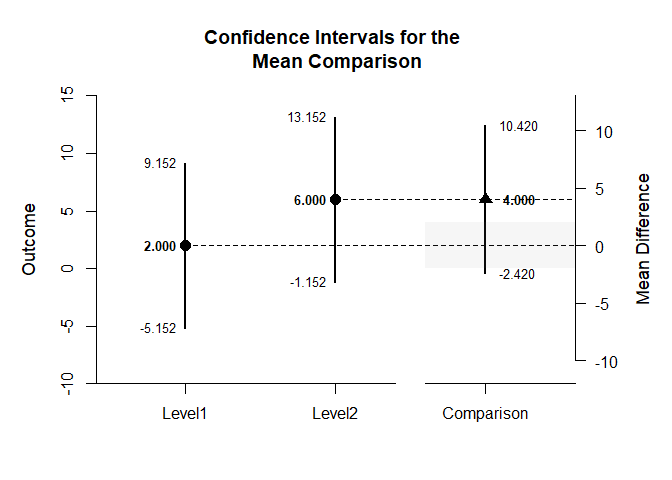 Confidence Intervals for the
Mean Comparison
Outcome
15
10
5
0
-5
-10
9.152
2.000
-5.152
13.152
6.000
-1.152
10.420
4.000
-2.420
10
5
0
-5
-10
Mean Difference
Level1
Level2
Comparison